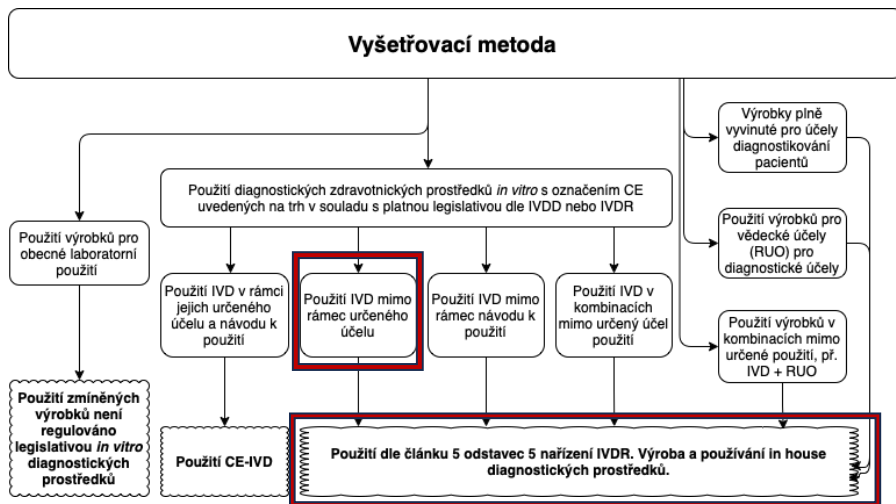 Vyšetřovací metoda
Výrobky plně
vyvinuté pro účely
diagnostikování
pacientů
Použití diagnostických zdravotnických prostředků in vitro s označením CE
uvedených na trh v souladu s platnou legislativou dle IVDD nebo IVDR
Použití výrobků pro
obecné laboratorní
použití
Použití výrobků pro
vědecké účely
(RUO) pro
diagnostické účely
Použití IVD v rámci
jejich určeného
účelu a návodu k
použití
Použití IVD mimo
rámec určeného
účelu
Použití IVD mimo
rámec návodu k
použití
Použití IVD v
kombinacích
mimo určený účel
použití
Použití výrobků v
kombinacích mimo
určené použití, př.
IVD + RUO
Použití zmíněných
výrobků není
regulováno
legislativou in vitro
diagnostických
prostředků
Použití CE-IVD
Použití dle článku 5 odstavec 5 nařízení IVDR. Výroba a používání in house
diagnostických prostředků.